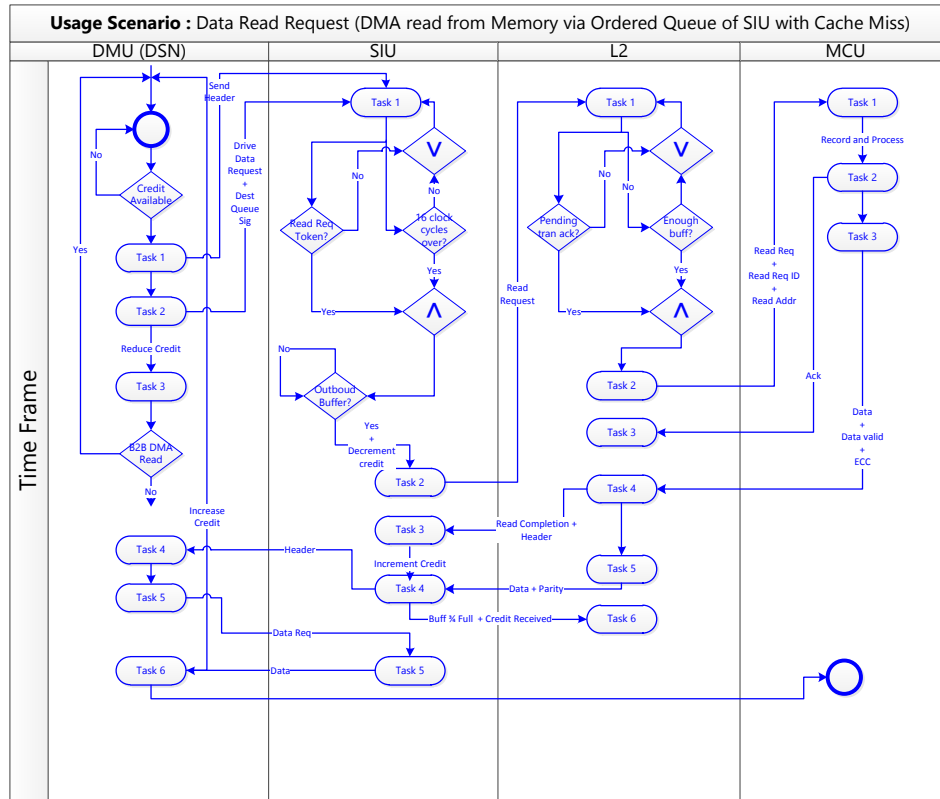 Usage Scenario : Data Read Request (DMA read from Memory via Ordered Queue of SIU with Cache Miss)
DMU (DSN)
SIU
L2
MCU
Time Frame
Send
Header
No
Credit
Available
Drive
Data
Request
+
Dest
Queue
Sig
Yes
Task 1
Task 2
Reduce Credit
Task 3
B2B DMA
Read
No
Increase
Credit
Task 4
Task 5
Task 6
Task 1
V
No
No
Read Req
Token?
16 clock
cycles
over?
Yes
Yes
Λ
No
Outboud
Buffer?
Yes
+
Decrement
credit
Task 2
Task 3
Increment Credit
Header
Task 4
Buff ¾ Full + Credit Received
Data Req
Data
Task 5
Read
Request
Task 1
V
No
No
Pending
tran ack?
Enough
buff?
Yes
Yes
Λ
Task 2
Task 3
Task 4
Read Completion +
Header
Task 5
Data + Parity
Task 6
Task 1
Record and Process
Task 2
Task 3
Read Req
+
Read Req ID
+
Read Addr
Ack
Data
+
Data valid
+
ECC